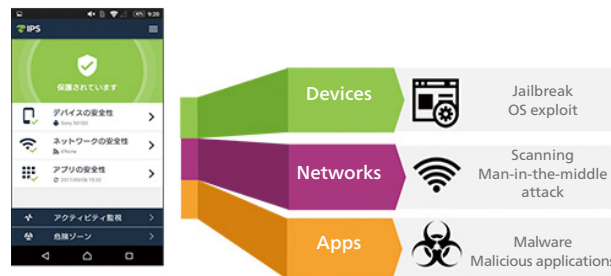 9:20
IPS
保護されています
デバイスの安全性
ネットワークの安全性
iPhone
アプリの安全性
アクティビティ監視
危険ゾーン
Devices
Jailbreak
OS exploit
Networks
Scanning
Man-in-the-middle
attack
Apps
Malware
Malicious applications